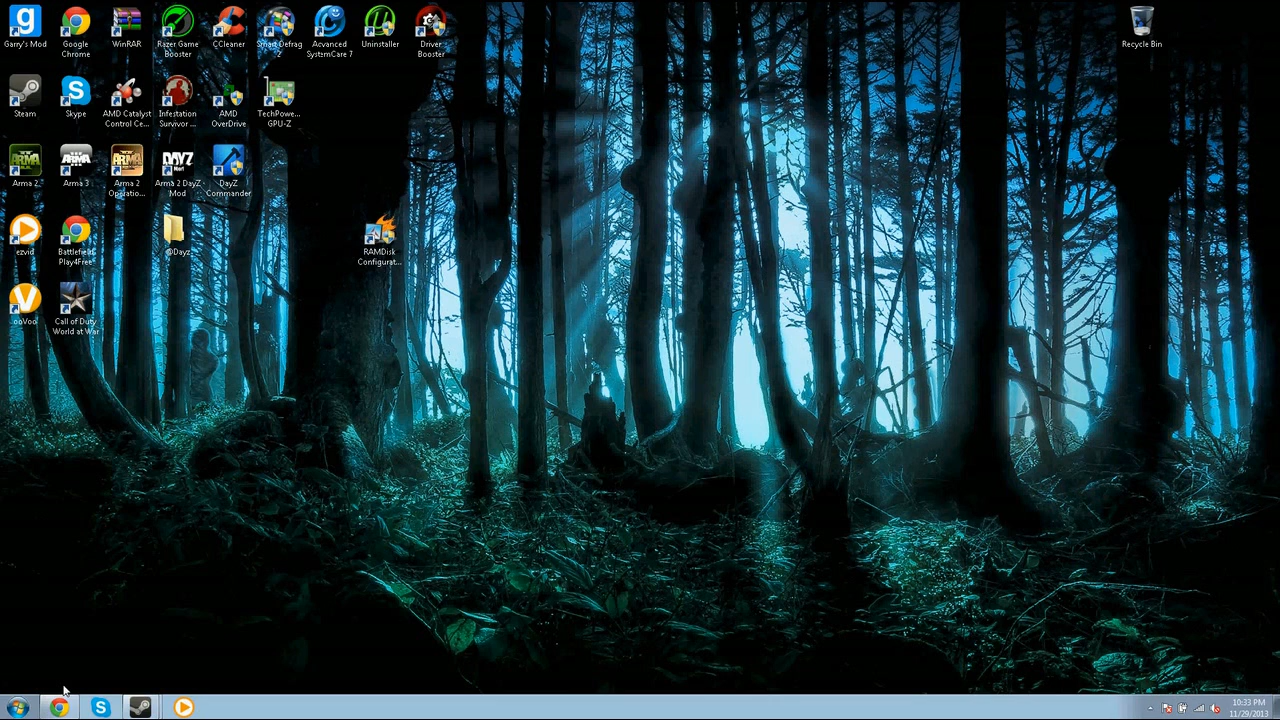 Garry's Mod
Google
Chrome
WinRAR
Razer Game
Booster
CCleaner
Smart Defrag
2
Advanced
SystemCare 7
Uninstaller
Driver
Booster
Recycle Bin
Steam
Skype
AMD Catalyst
Control Ce...
Infestation
Survivor ...
AMD
OverDrive
TechPowe...
GPU-Z
Arma 2
Arma 3
Arma 2
Operatio...
Arma 2 DayZ
Mod
DayZ
Commander
ezvid
Battlefield
Play4Free
@Dayz
RAMDisk
Configurat...
ooVoo
Call of Duty
World at War
10:33 PM
11/29/2013